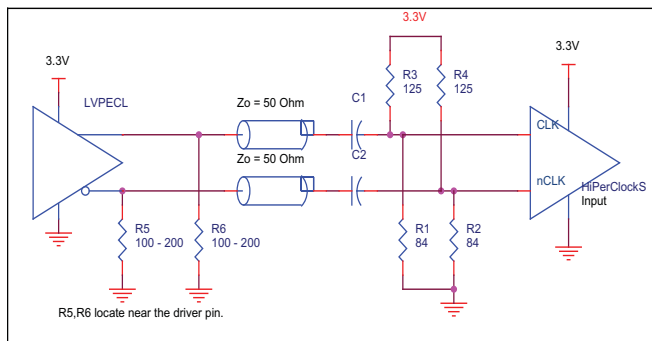 3.3V
3.3V
3.3V
LVPECL
Zo = 50 Ohm
C1
R3
125
R4
125
CLK
Zo = 50 Ohm
C2
nCLK
HiPerClockS
Input
R5
100 - 200
R6
100 - 200
R1
84
R2
84
R5,R6 locate near the driver pin.